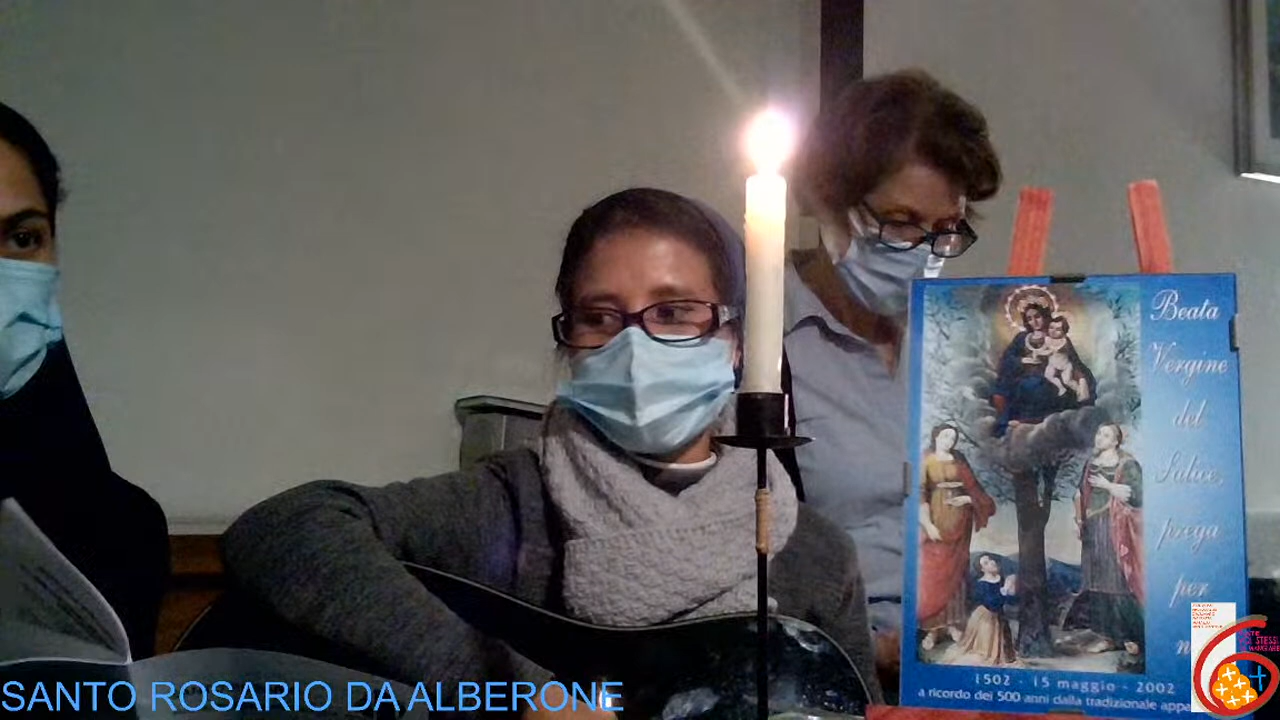 Beata
Vergine
del
Salice,
prega
per
1502 - 15 maggio - 2002
a ricordo dei 500 anni dalla tradizionale
SANTO ROSARIO DA ALBERONE